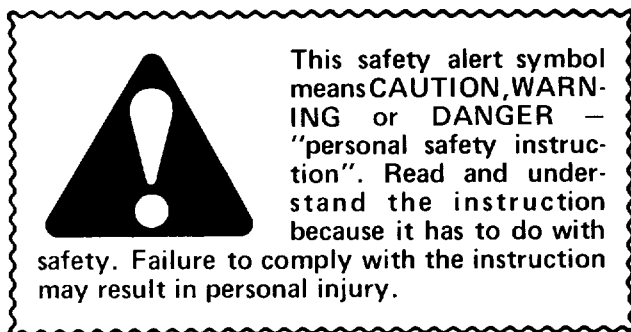 This safety alert symbol
means CAUTION, WARN-
ING or DANGER —
"personal safety instruc-
tion". Read and under-
stand the instruction
because it has to do with
safety. Failure to comply with the instruction
may result in personal injury.